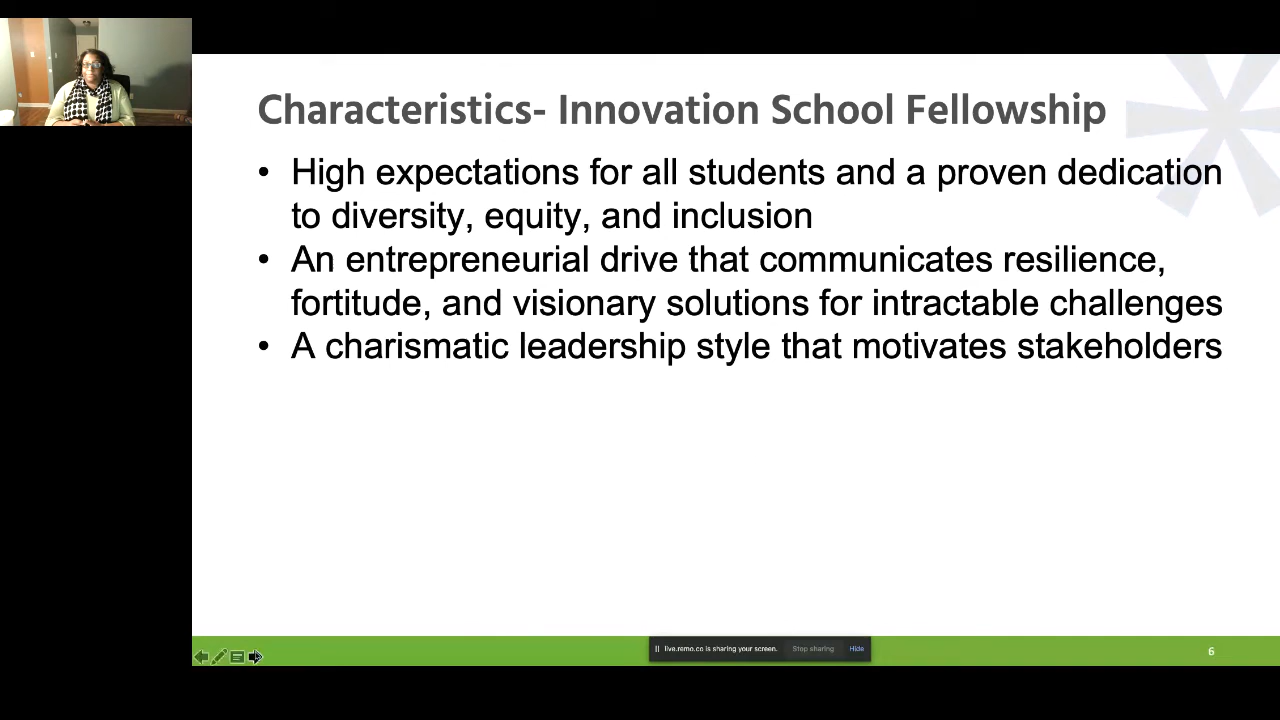 Characteristics- Innovation School Fellowship
• High expectations for all students and a proven dedication
to diversity, equity, and inclusion
• An entrepreneurial drive that communicates resilience,
fortitude, and visionary solutions for intractable challenges
• A charismatic leadership style that motivates stakeholders
live.remo.co is sharing your screen. Stop sharing Hide
6